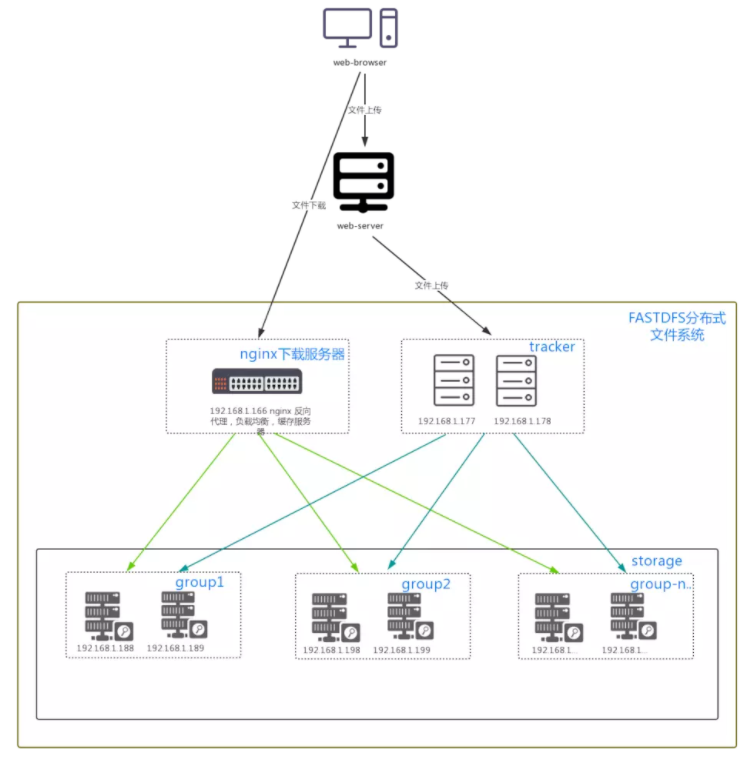 web-browser
文件上传
文件下载
web-server
文件上传
FASTDFS分布式
文件系统
nginx下载服务器
tracker
192.168.1.166 nginx 反向
代理，负载均衡，缓存服务
器
192.168.1.177
192.168.1.178
storage
group1
group2
group-n..
192.168.1.188
192.168.1.189
192.168.1.198
192.168.1.199
192.168.1...
192.168.1...